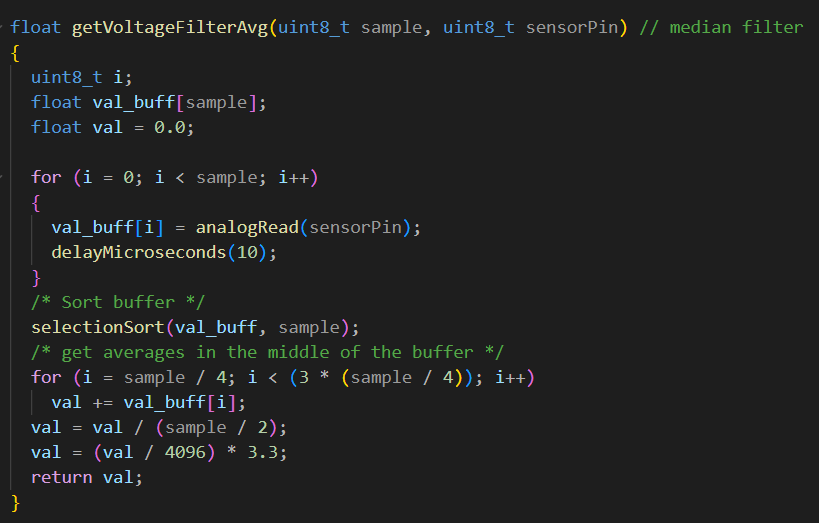 float getVoltageFilterAvg(uint8_t sample, uint8_t sensorPin) // median filter
{
  uint8_t i;
  float val_buff[sample];
  float val = 0.0;

  for (i = 0; i < sample; i++)
  {
    val_buff[i] = analogRead(sensorPin);
    delayMicroseconds(10);
  }
  /* Sort buffer */
  selectionSort(val_buff, sample);
  /* get averages in the middle of the buffer */
  for (i = sample / 4; i < (3 * (sample / 4)); i++)
    val += val_buff[i];
  val = val / (sample / 2);
  val = (val / 4096) * 3.3;
  return val;
}